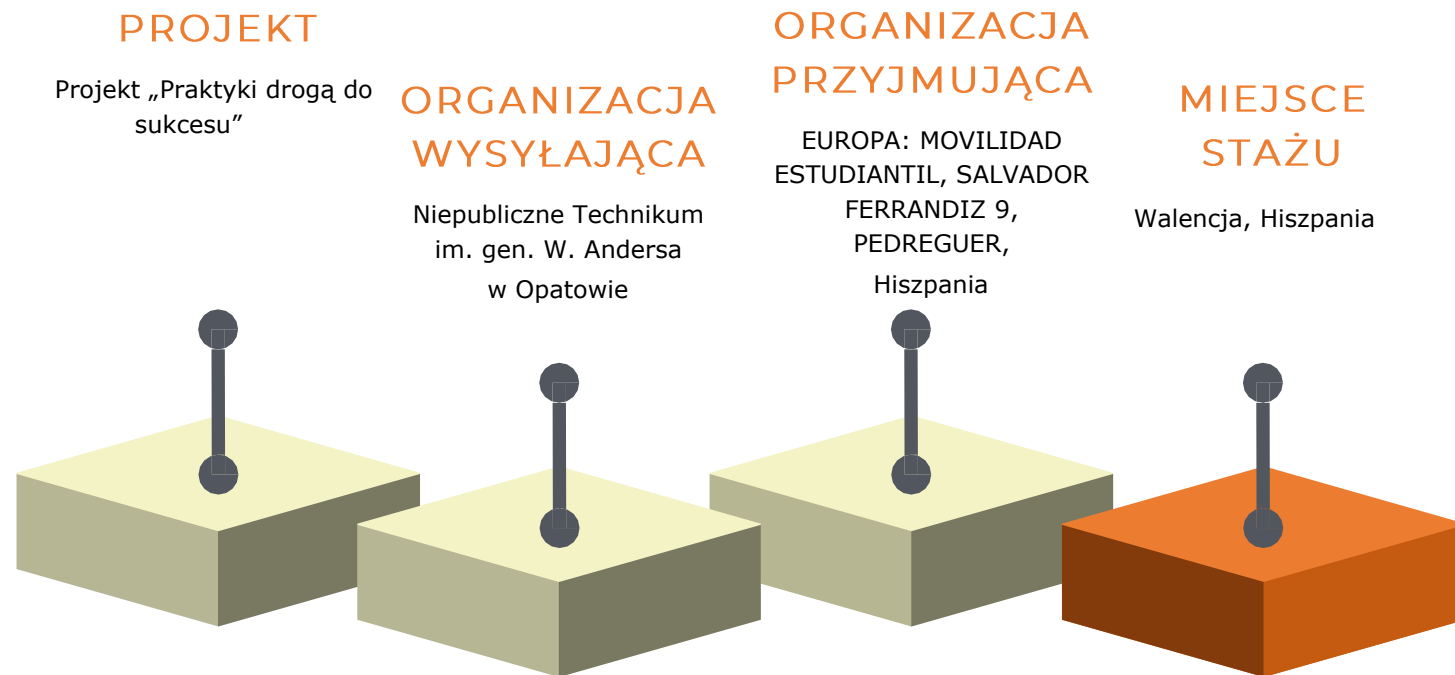 PROJEKT
Projekt „Praktyki drogą do
sukcesu”
ORGANIZACJA
WYSYŁAJĄCA
Niepubliczne Technikum
im. gen. W. Andersa
w Opatowie
ORGANIZACJA
PRZYJMUJĄCA
EUROPA: MOVILIDAD
ESTUDIANTIL, SALVADOR
FERRANDIZ 9,
PEDREGUER,
Hiszpania
MIEJSCE
STAŻU
Walencja, Hiszpania